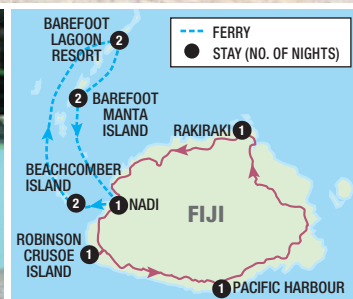 BAREFOOT
LAGOON
RESORT
2
FERRY
STAY (NO. OF NIGHTS)
2
BAREFOOT
MANTA
ISLAND
RAKIRAKI
1
BEACHCOMBER
ISLAND
2
1
NADI
FIJI
ROBINSON
CRUSOE
ISLAND
1
1
PACIFIC HARBOUR